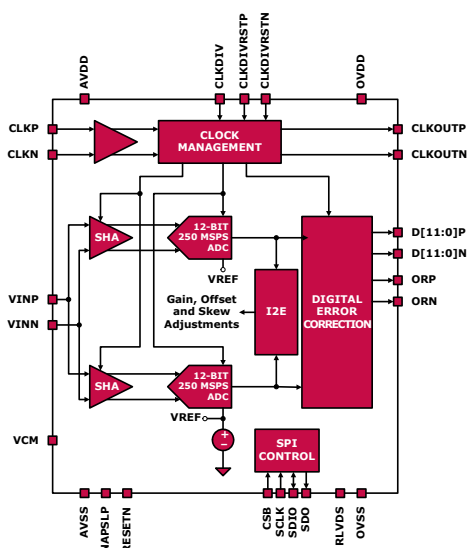 AVDD
CLKDIV
CLKDIVRSTP
CLKDIVRSTN
OVDD
CLKP
CLKN
CLOCK
MANAGEMENT
CLKOUTP
CLKOUTN
SHA
12-BIT
250 MSPS
ADC
VREF
D[11:0]P
D[11:0]N
ORP
ORN
VINP
VINN
Gain, Offset
and Skew
Adjustments
I2E
DIGITAL
ERROR
CORRECTION
SHA
12-BIT
250 MSPS
ADC
VREF
+
–
VCM
SPI
CONTROL
AVSS
NAPSLP
RESETN
CSB
SCLK
SDIO
SDO
RLVDS
OVSS